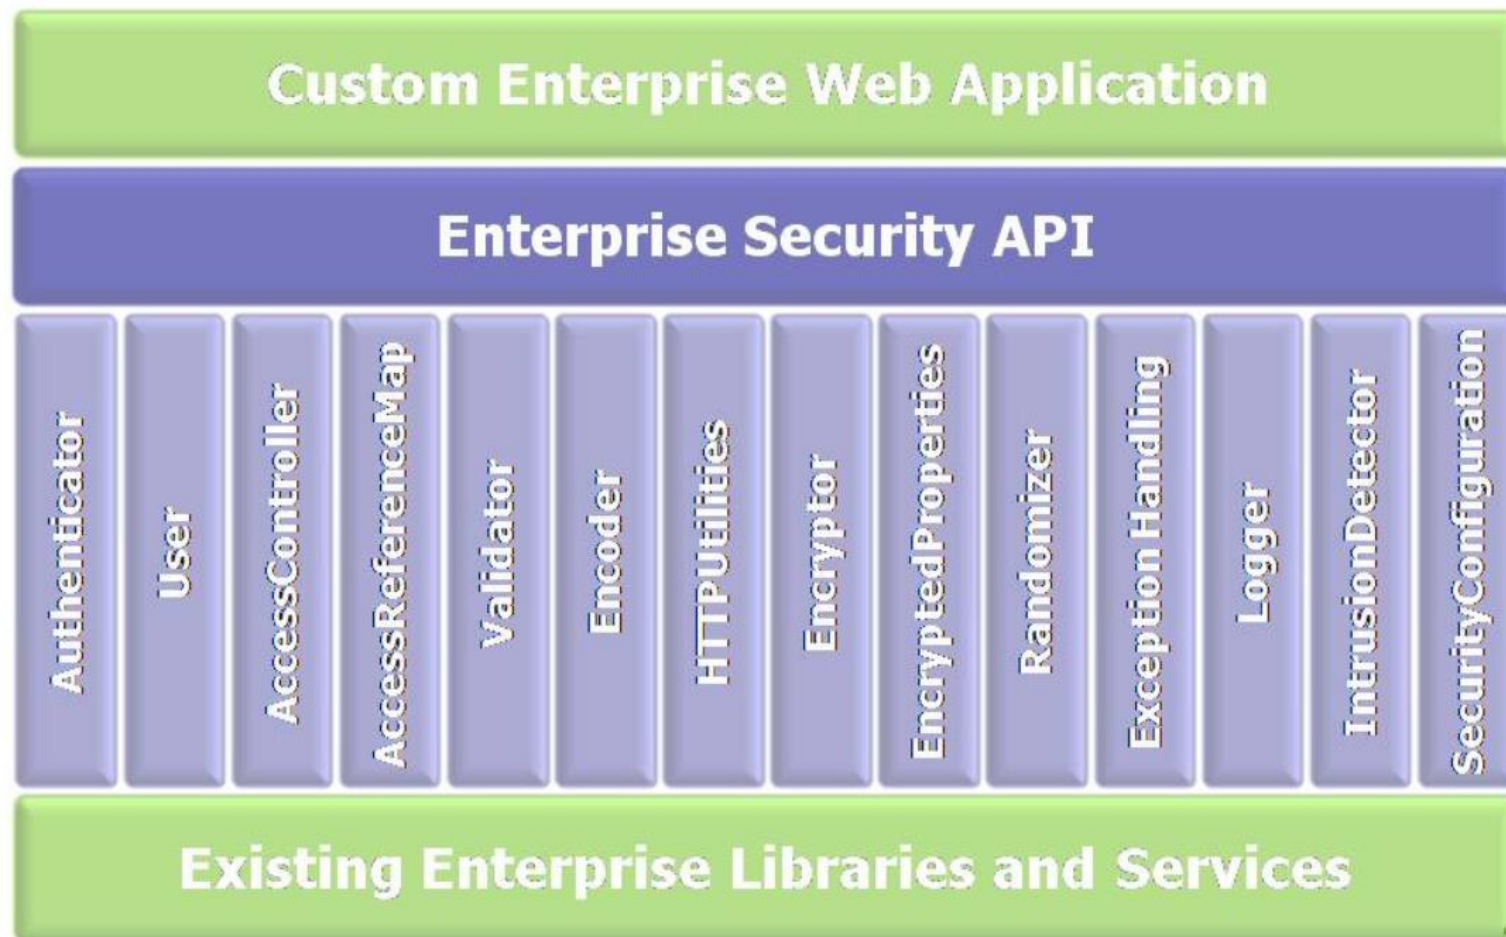 Custom Enterprise Web Application
Enterprise Security API
Authenticator
User
AccessController
AccessReferenceMap
Validator
Encoder
HTTPUtilities
Encryptor
EncryptedProperties
Randomizer
Exception Handling
Logger
IntrusionDetector
SecurityConfiguration
Existing Enterprise Libraries and Services